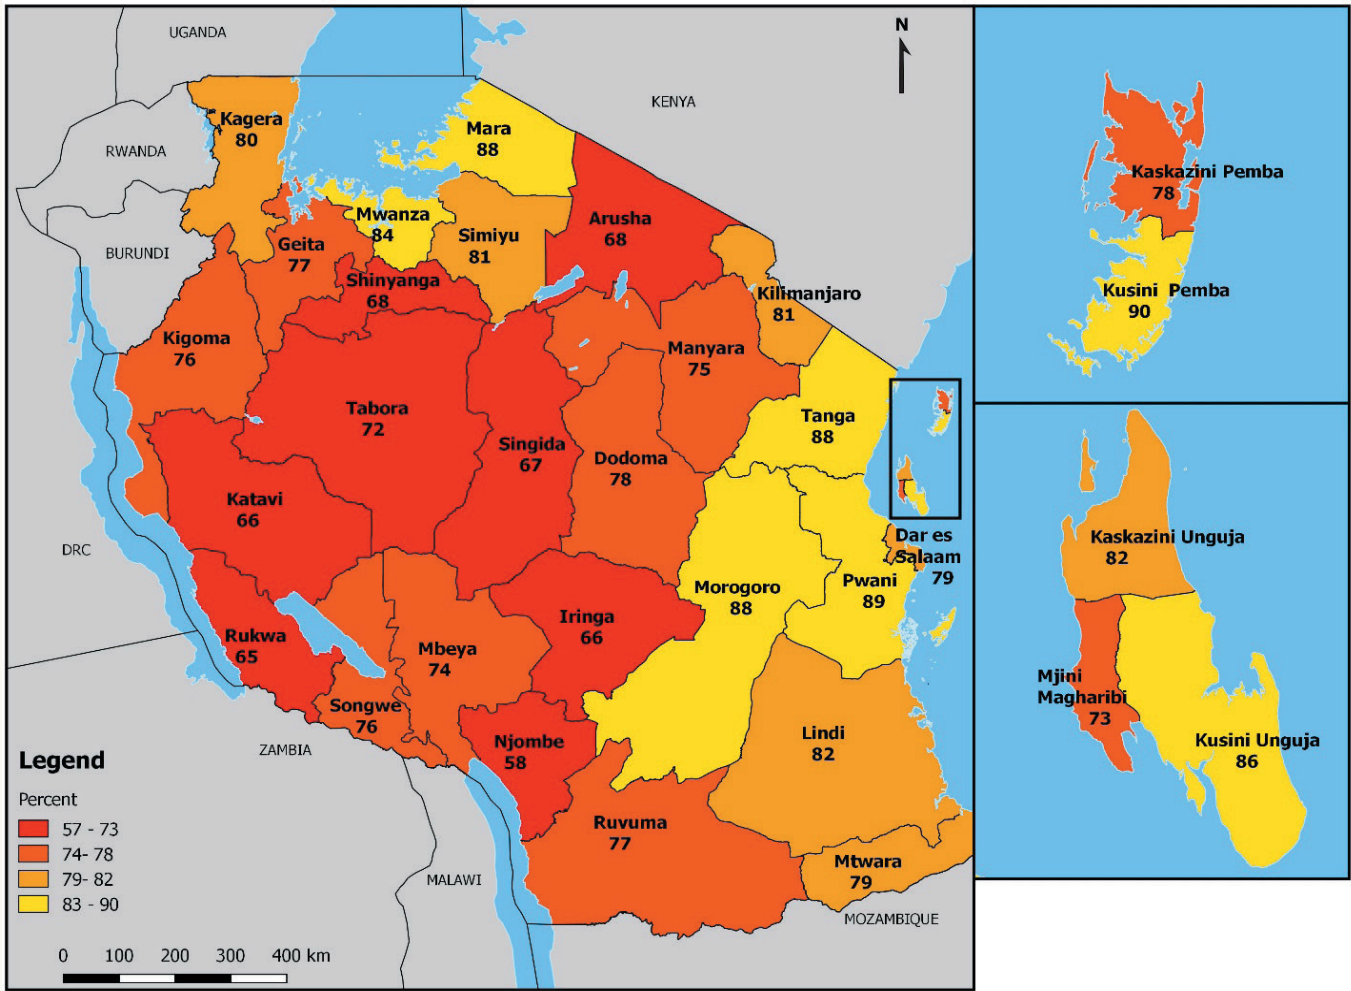 UGANDA
N
KENYA
Kagera
80
Mara
88
RWANDA
Mwanza
84
Arusha
68
Simiyu
81
Geita
77
BURUNDI
Shinyanga
68
Kilimanjaro
81
Kigoma
76
Manyara
75
Tabora
72
Tanga
88
Singida
67
Dodoma
78
Katavi
66
DRC
Dar es
Salaam
79
Morogoro
88
Pwani
89
Iringa
66
Rukwa
65
Mbeya
74
Songwe
76
ZAMBIA
Njombe
58
Lindi
82
Ruvuma
77
Mtwara
79
MALAWI
MOZAMBIQUE
Legend
Percent
57 - 73
74- 78
79- 82
83 - 90
0 100 200 300 400 km
Kaskazini Pemba
78
Kusini Pemba
90
Kaskazini Unguja
82
Mjini
Magharibi
73
Kusini Unguja
86